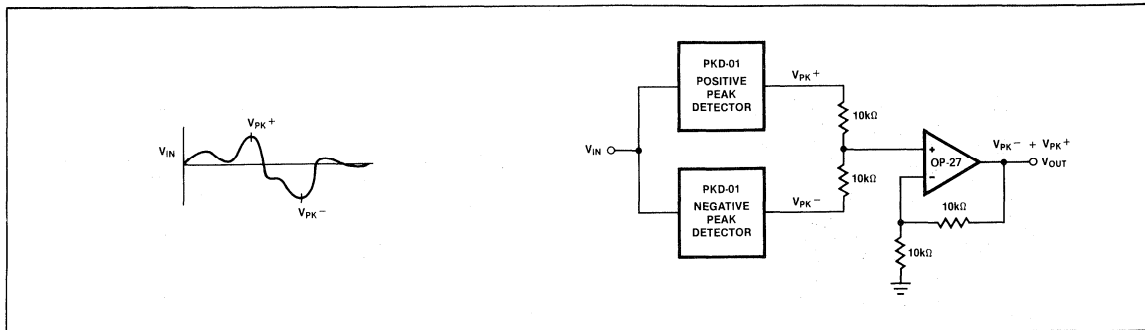 V_PK+
V_IN
V_PK−
PKD-01
POSITIVE
PEAK
DETECTOR
V_PK+
10kΩ
V_IN
10kΩ
PKD-01
NEGATIVE
PEAK
DETECTOR
V_PK−
+
OP-27
−
V_PK− + V_PK+
V_OUT
10kΩ
10kΩ